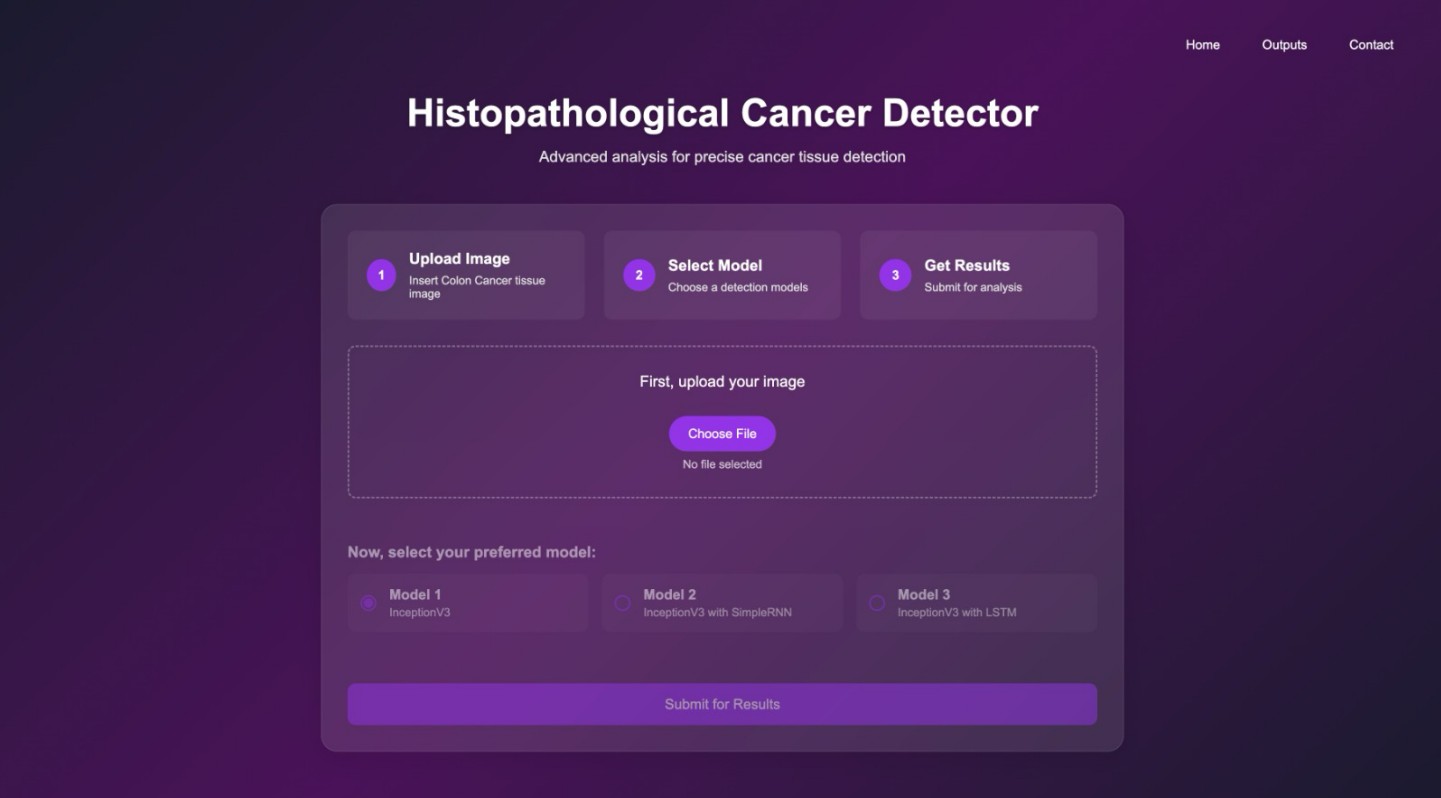 Home
Outputs
Contact
Histopathological Cancer Detector
Advanced analysis for precise cancer tissue detection
1
Upload Image
Insert Colon Cancer tissue
image
2
Select Model
Choose a detection models
3
Get Results
Submit for analysis
First, upload your image
Choose File
No file selected
Now, select your preferred model:
Model 1
InceptionV3
Model 2
InceptionV3 with SimpleRNN
Model 3
InceptionV3 with LSTM
Submit for Results